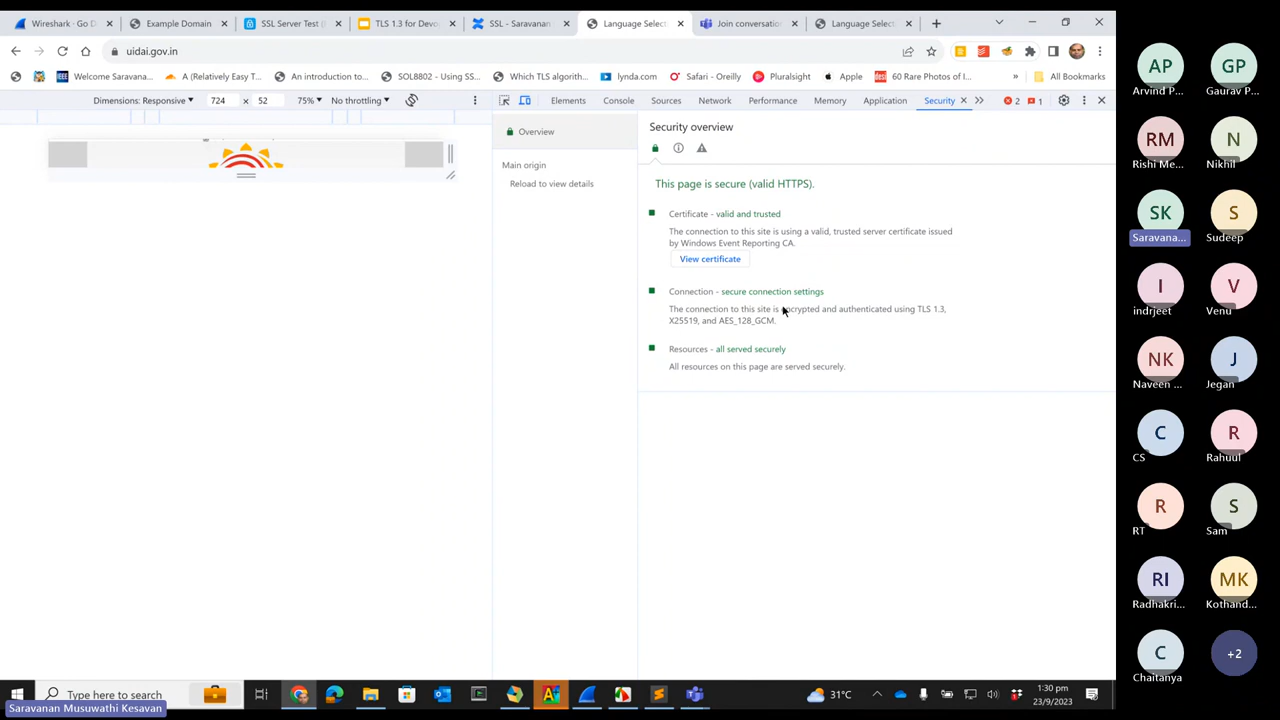 Wireshark · Go Deep
Example Domain
SSL Server Test (
TLS 1.3 for Devo
SSL - Saravanan
Language Select
Join conversation
Language Select
uidai.gov.in
Welcome Sarava...
A (Relatively Easy T...
An introduction to...
SOL8802 - Using SS...
Which TLS algorith...
lynda.com
Safari - Oreilly
Pluralsight
Apple
60 Rare Photos of I...
»
All Bookmarks
Dimensions: Responsive
724 x 52
75%
No throttling
Elements
Console
Sources
Network
Performance
Memory
Application
Security
2
1
Overview
Main origin
Reload to view details
Security overview
This page is secure (valid HTTPS).
Certificate - valid and trusted
The connection to this site is using a valid, trusted server certificate issued
by Windows Event Reporting CA.
View certificate
Connection - secure connection settings
The connection to this site is encrypted and authenticated using TLS 1.3,
X25519, and AES_128_GCM.
Resources - all served securely
All resources on this page are served securely.
AP
Arvind P...
GP
Gaurav P...
RM
Rishi Me...
N
Nikhil
SK
Saravana...
S
Sudeep
I
indrjeet
V
Venu
NK
Naveen ...
J
Jegan
C
CS
R
Rahuul
R
RT
S
Sam
RI
Radhakri...
MK
Kothand...
C
Chaitanya
+2
Type here to search
31°C
1:30 pm
23/9/2023
Saravanan Musuwathi Kesavan